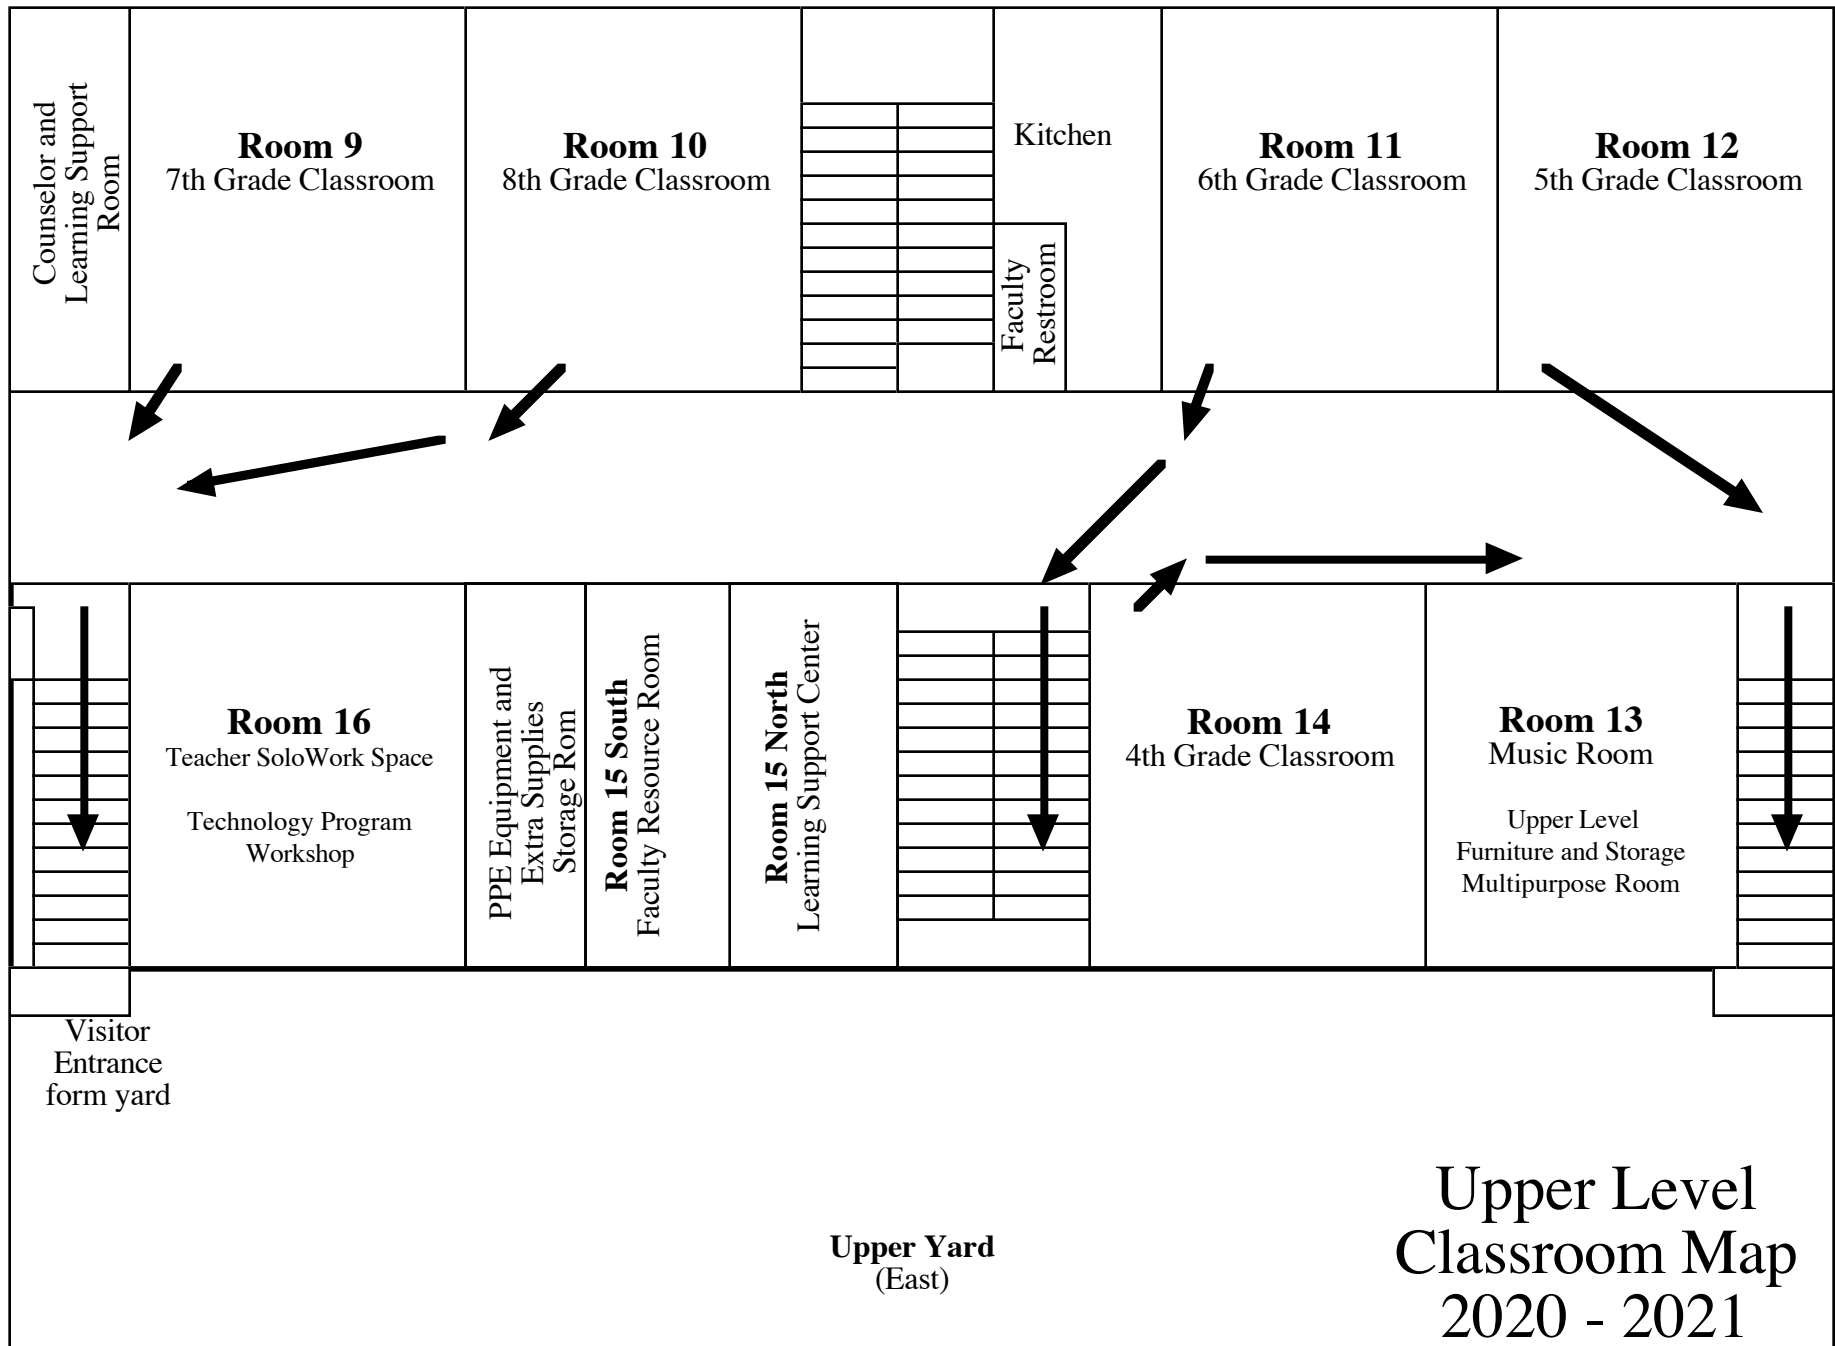 Counselor and
Learning Support
Room
Room 9
7th Grade Classroom
Room 10
8th Grade Classroom
Kitchen
Faculty
Restroom
Room 11
6th Grade Classroom
Room 12
5th Grade Classroom
Room 16
Teacher SoloWork Space
Technology Program
Workshop
PPE Equipment and
Extra Supplies
Storage Rom
Room 15 South
Faculty Resource Room
Room 15 North
Learning Support Center
Room 14
4th Grade Classroom
Room 13
Music Room
Upper Level
Furniture and Storage
Multipurpose Room
Visitor
Entrance
form yard
Upper Yard
(East)
Upper Level
Classroom Map
2020 - 2021